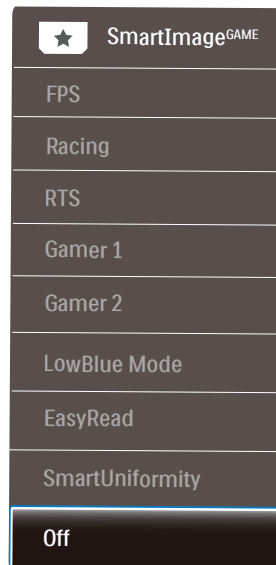 SmartImageGAME
FPS
Racing
RTS
Gamer 1
Gamer 2
LowBlue Mode
EasyRead
SmartUniformity
Off